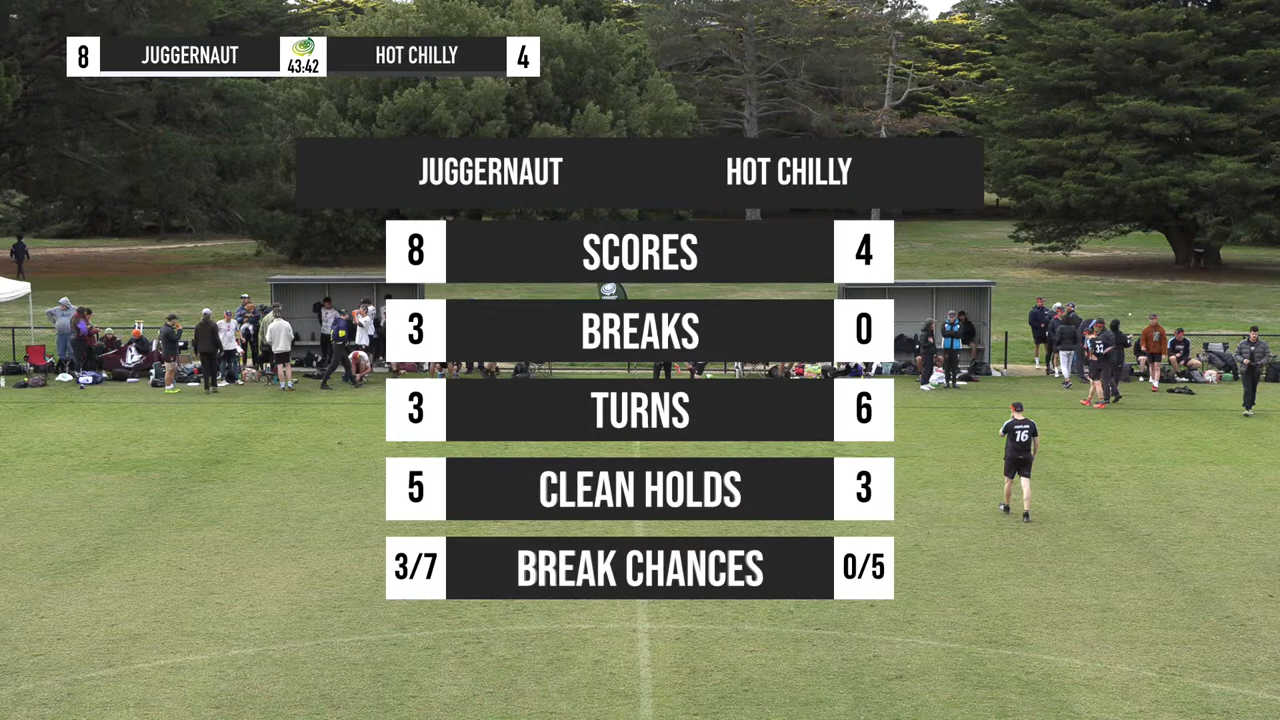 8 JUGGERNAUT 43:42 HOT CHILLY 4
JUGGERNAUT HOT CHILLY
8 SCORES 4
3 BREAKS 0
3 TURNS 6
5 CLEAN HOLDS 3
3/7 BREAK CHANCES 0/5
16
32